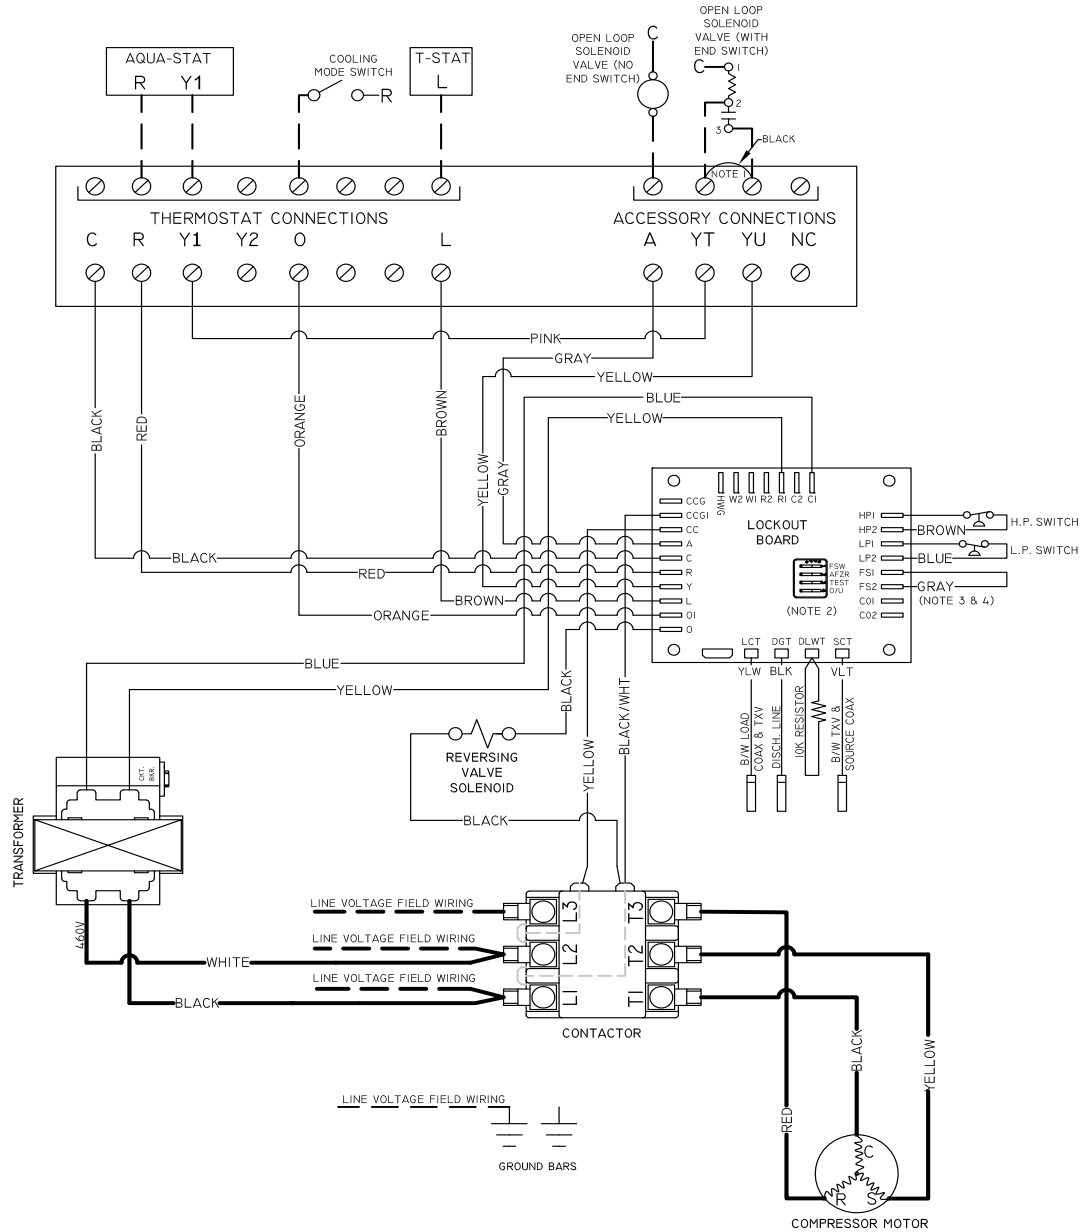 OPEN LOOP
SOLENOID
VALVE (WITH
END SWITCH)
C
1
2
3
BLACK
NOTE 1
OPEN LOOP
SOLENOID
VALVE (NO
END SWITCH)
C
AQUA-STAT
R Y1
COOLING
MODE SWITCH
R
T-STAT
L
THERMOSTAT CONNECTIONS
C R Y1 Y2 O L
ACCESSORY CONNECTIONS
A YT YU NC
PINK
GRAY
YELLOW
BLUE
YELLOW
BLACK
RED
ORANGE
BROWN
YELLOW
GRAY
BLACK
RED
BROWN
ORANGE
HWG W2 W1 R2 R1 C2 C1
LOCKOUT
BOARD
CCG
CCG1
CC
A
C
R
Y
L
O1
O
FSW
AFZR
TEST
O/U
(NOTE 2)
HP1
HP2
LP1
LP2
FS1
FS2
CO1
CO2
BROWN
H.P. SWITCH
BLUE
L.P. SWITCH
GRAY
(NOTE 3 & 4)
LCT DGT DLWT SCT
YLW BLK VLT
B/W LOAD
COAX & TXV
DISCH. LINE
10K RESISTOR
B/W TXV &
SOURCE COAX
BLUE
YELLOW
BLACK
YELLOW
BLACK/WHT
REVERSING
VALVE
SOLENOID
BLACK
CKT.
BKR.
TRANSFORMER
460V
WHITE
BLACK
LINE VOLTAGE FIELD WIRING
LINE VOLTAGE FIELD WIRING
LINE VOLTAGE FIELD WIRING
L3 T3
L2 T2
L1 T1
CONTACTOR
LINE VOLTAGE FIELD WIRING
GROUND BARS
RED
BLACK
YELLOW
C
R S
COMPRESSOR MOTOR